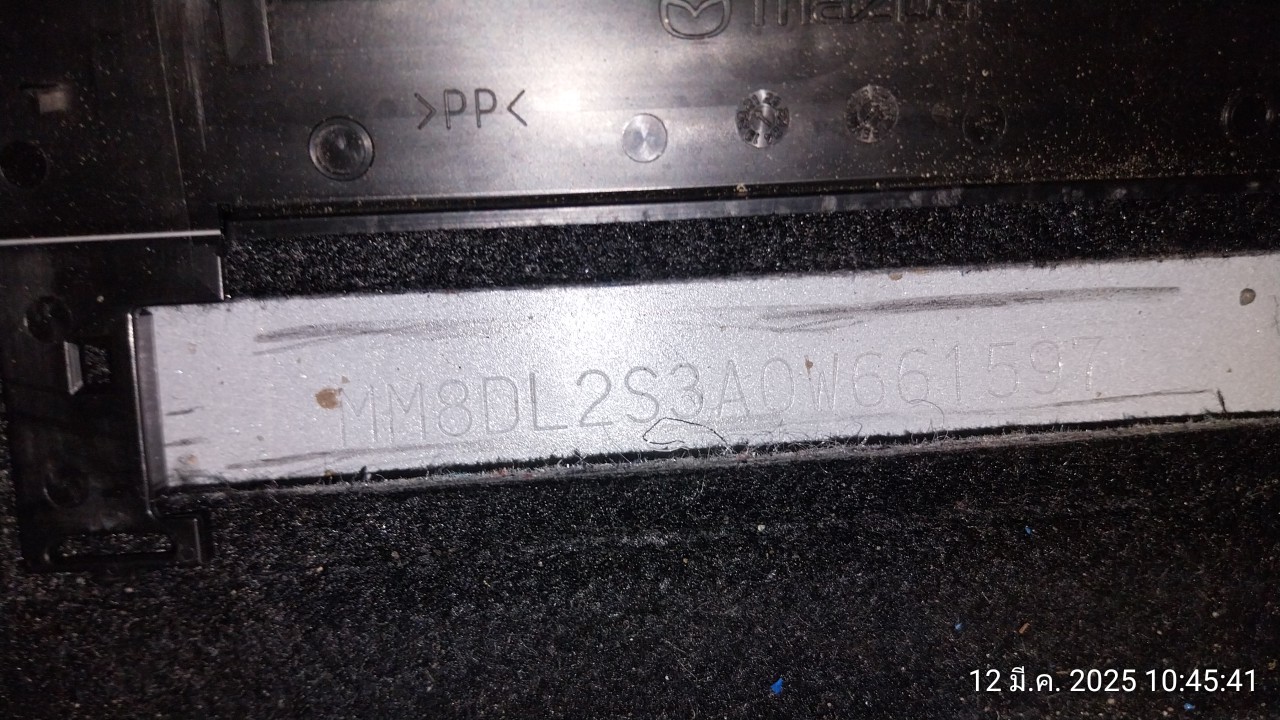 mazda
>PP<
MM8DL2S3A0W661597
12 มี.ค. 2025 10:45:41